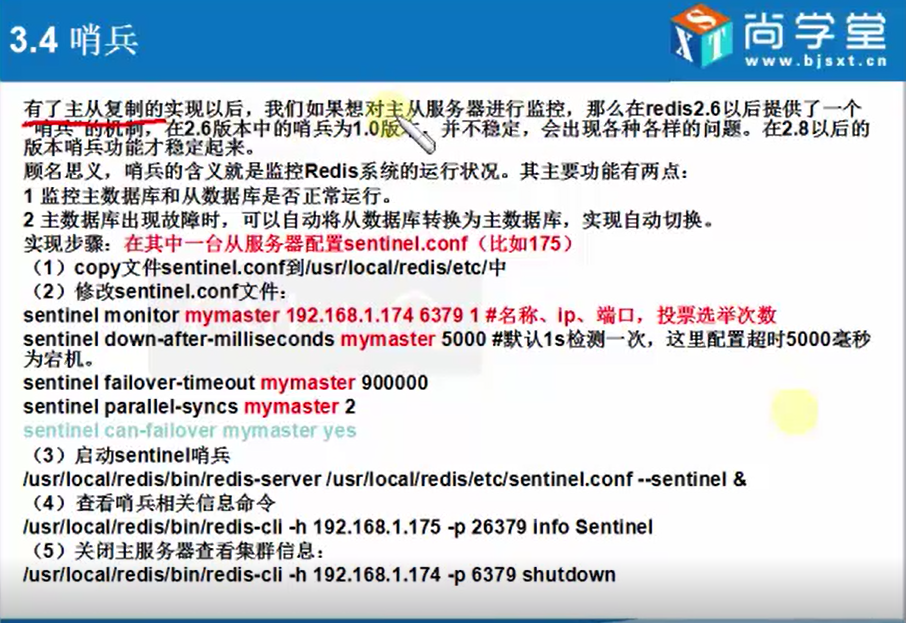 3.4 哨兵
尚学堂
XST
www.bjsxt.cn
有了主从复制的实现以后，我们如果想对主从服务器进行监控，那么在redis2.6以后提供了一个
“哨兵”的机制，在2.6版本中的哨兵为1.0版本，并不稳定，会出现各种各样的问题。在2.8以后的
版本哨兵功能才稳定起来。
顾名思义，哨兵的含义就是监控Redis系统的运行状况。其主要功能有两点：
1 监控主数据库和从数据库是否正常运行。
2 主数据库出现故障时，可以自动将从数据库转换为主数据库，实现自动切换。
实现步骤：在其中一台从服务器配置sentinel.conf（比如175）
（1）copy文件sentinel.conf到/usr/local/redis/etc/中
（2）修改sentinel.conf文件：
sentinel monitor mymaster 192.168.1.174 6379 1 #名称、ip、端口，投票选举次数
sentinel down-after-milliseconds mymaster 5000 #默认1s检测一次，这里配置超时5000毫秒
为宕机。
sentinel failover-timeout mymaster 900000
sentinel parallel-syncs mymaster 2
sentinel can-failover mymaster yes
（3）启动sentinel哨兵
/usr/local/redis/bin/redis-server /usr/local/redis/etc/sentinel.conf --sentinel &
（4）查看哨兵相关信息命令
/usr/local/redis/bin/redis-cli -h 192.168.1.175 -p 26379 info Sentinel
（5）关闭主服务器查看集群信息：
/usr/local/redis/bin/redis-cli -h 192.168.1.174 -p 6379 shutdown